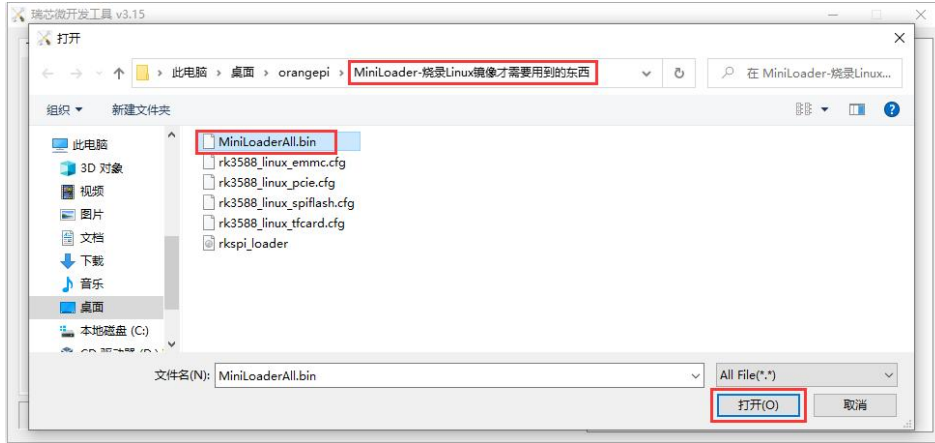 瑞芯微开发工具 v3.15
打开
此电脑 › 桌面 › orangepi › MiniLoader-烧录Linux镜像才需要用到的东西
在 MiniLoader-烧录Linux...
组织 新建文件夹
此电脑
3D 对象
视频
图片
文档
下载
音乐
桌面
本地磁盘 (C:)
MiniLoaderAll.bin
rk3588_linux_emmc.cfg
rk3588_linux_pcie.cfg
rk3588_linux_spiflash.cfg
rk3588_linux_tfcard.cfg
rkspi_loader
文件名(N): MiniLoaderAll.bin
All File(*.*)
打开(O) 取消